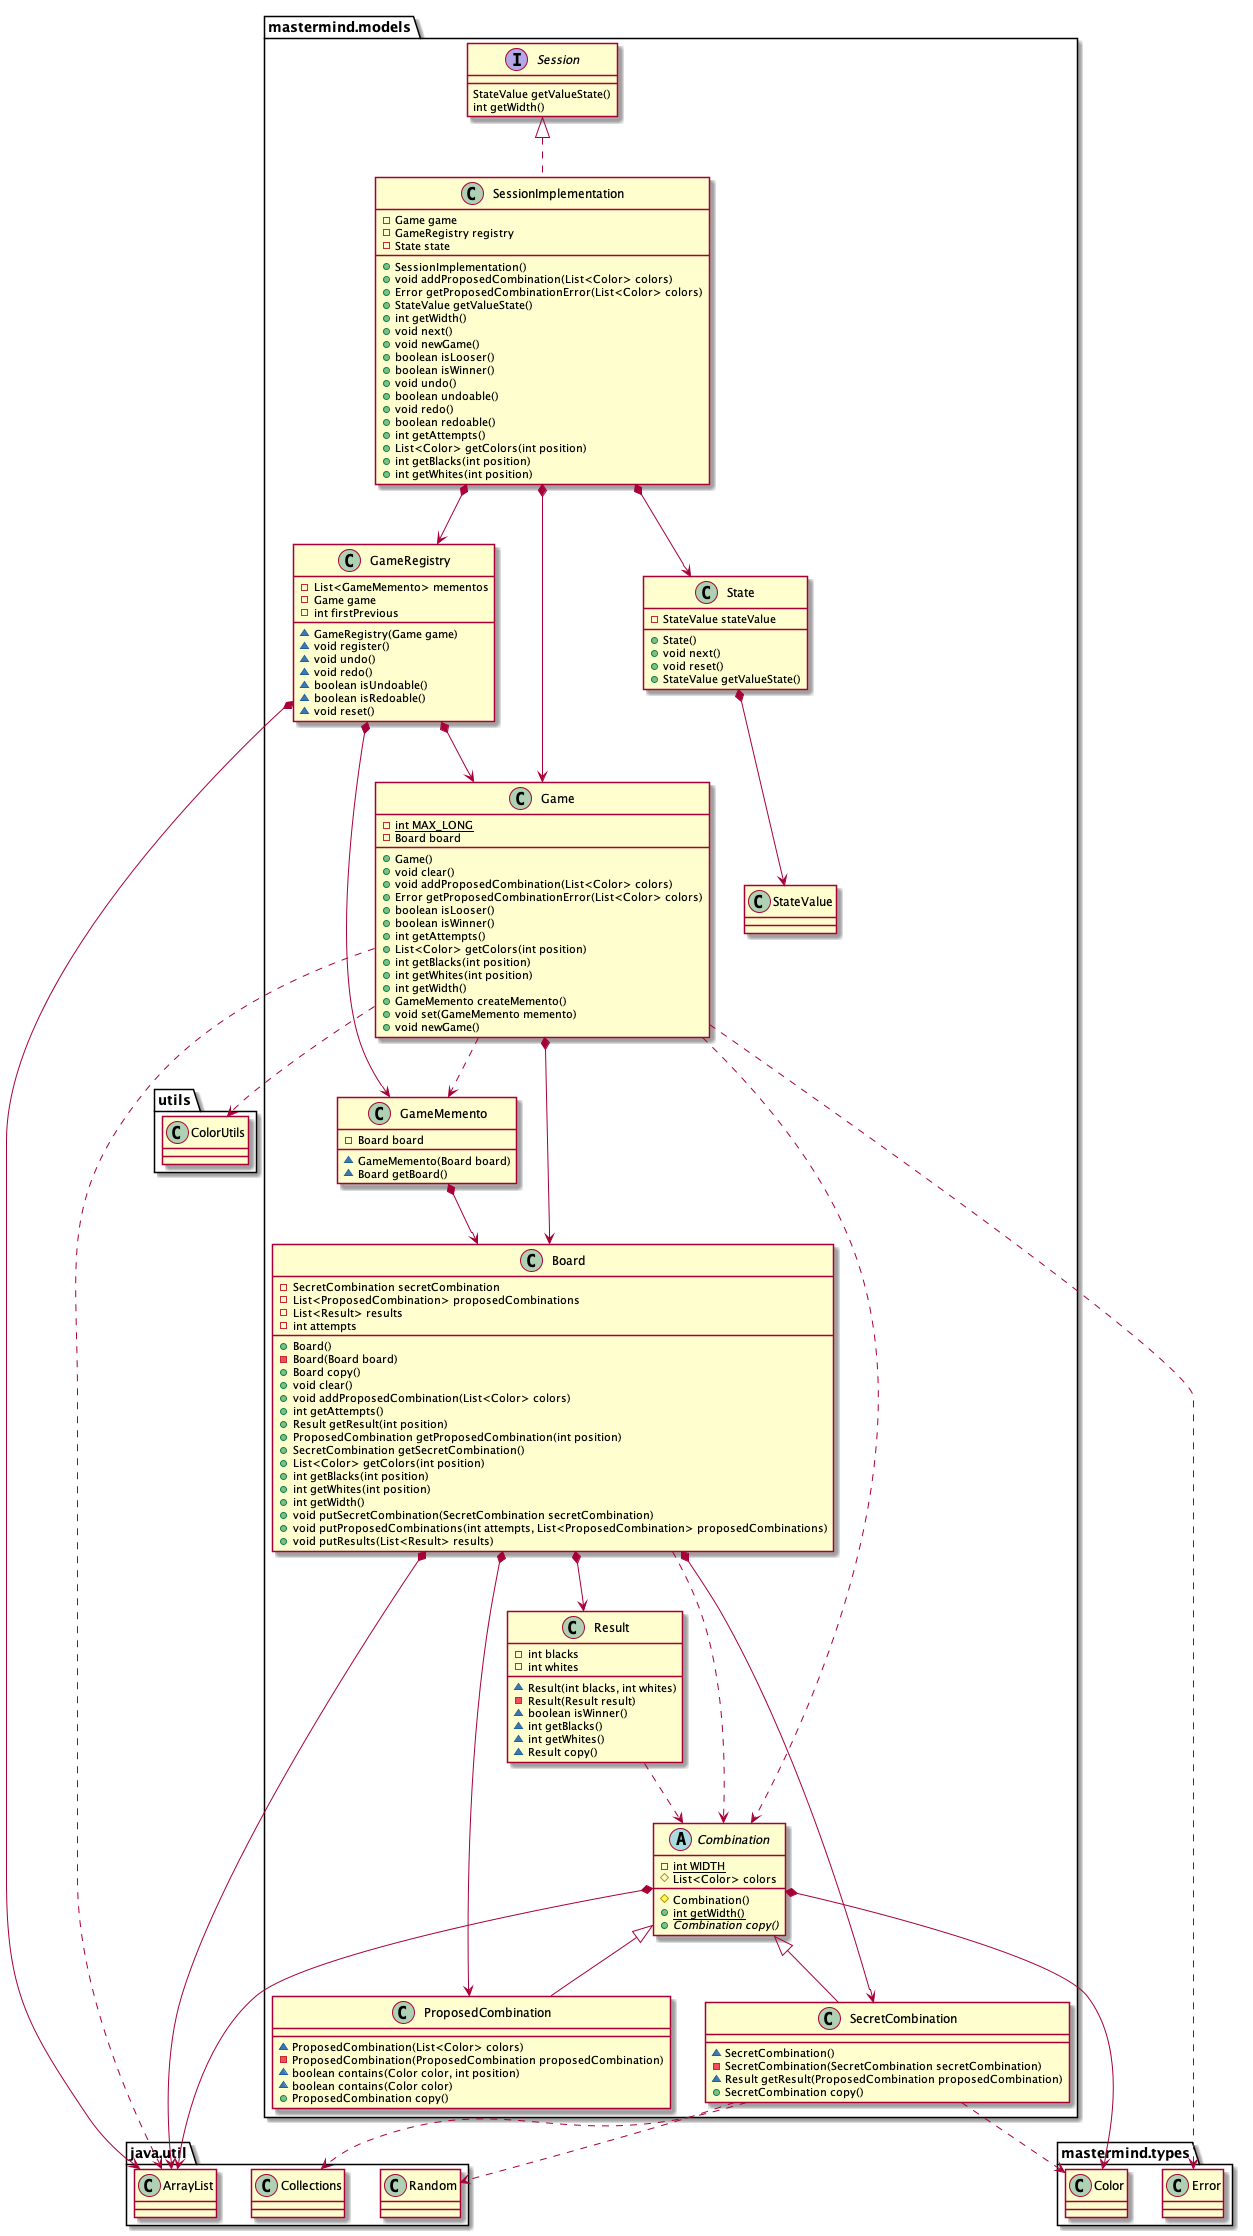 mastermind.models
I Session
StateValue getValueState()
int getWidth()
C SessionImplementation
Game game
GameRegistry registry
State state
SessionImplementation()
void addProposedCombination(List<Color> colors)
Error getProposedCombinationError(List<Color> colors)
StateValue getValueState()
int getWidth()
void next()
void newGame()
boolean isLooser()
boolean isWinner()
void undo()
boolean undoable()
void redo()
boolean redoable()
int getAttempts()
List<Color> getColors(int position)
int getBlacks(int position)
int getWhites(int position)
C GameRegistry
List<GameMemento> mementos
Game game
int firstPrevious
GameRegistry(Game game)
void register()
void undo()
void redo()
boolean isUndoable()
boolean isRedoable()
void reset()
C State
StateValue stateValue
State()
void next()
void reset()
StateValue getValueState()
C Game
int MAX_LONG
Board board
Game()
void clear()
void addProposedCombination(List<Color> colors)
Error getProposedCombinationError(List<Color> colors)
boolean isLooser()
boolean isWinner()
int getAttempts()
List<Color> getColors(int position)
int getBlacks(int position)
int getWhites(int position)
int getWidth()
GameMemento createMemento()
void set(GameMemento memento)
void newGame()
C StateValue
utils
C ColorUtils
C GameMemento
Board board
GameMemento(Board board)
Board getBoard()
C Board
SecretCombination secretCombination
List<ProposedCombination> proposedCombinations
List<Result> results
int attempts
Board()
Board(Board board)
Board copy()
void clear()
void addProposedCombination(List<Color> colors)
int getAttempts()
Result getResult(int position)
ProposedCombination getProposedCombination(int position)
SecretCombination getSecretCombination()
List<Color> getColors(int position)
int getBlacks(int position)
int getWhites(int position)
int getWidth()
void putSecretCombination(SecretCombination secretCombination)
void putProposedCombinations(int attempts, List<ProposedCombination> proposedCombinations)
void putResults(List<Result> results)
C Result
int blacks
int whites
Result(int blacks, int whites)
Result(Result result)
boolean isWinner()
int getBlacks()
int getWhites()
Result copy()
A Combination
int WIDTH
List<Color> colors
Combination()
int getWidth()
Combination copy()
C ProposedCombination
ProposedCombination(List<Color> colors)
ProposedCombination(ProposedCombination proposedCombination)
boolean contains(Color color, int position)
boolean contains(Color color)
ProposedCombination copy()
C SecretCombination
SecretCombination()
SecretCombination(SecretCombination secretCombination)
Result getResult(ProposedCombination proposedCombination)
SecretCombination copy()
java.util
C ArrayList
C Collections
C Random
mastermind.types
C Color
C Error